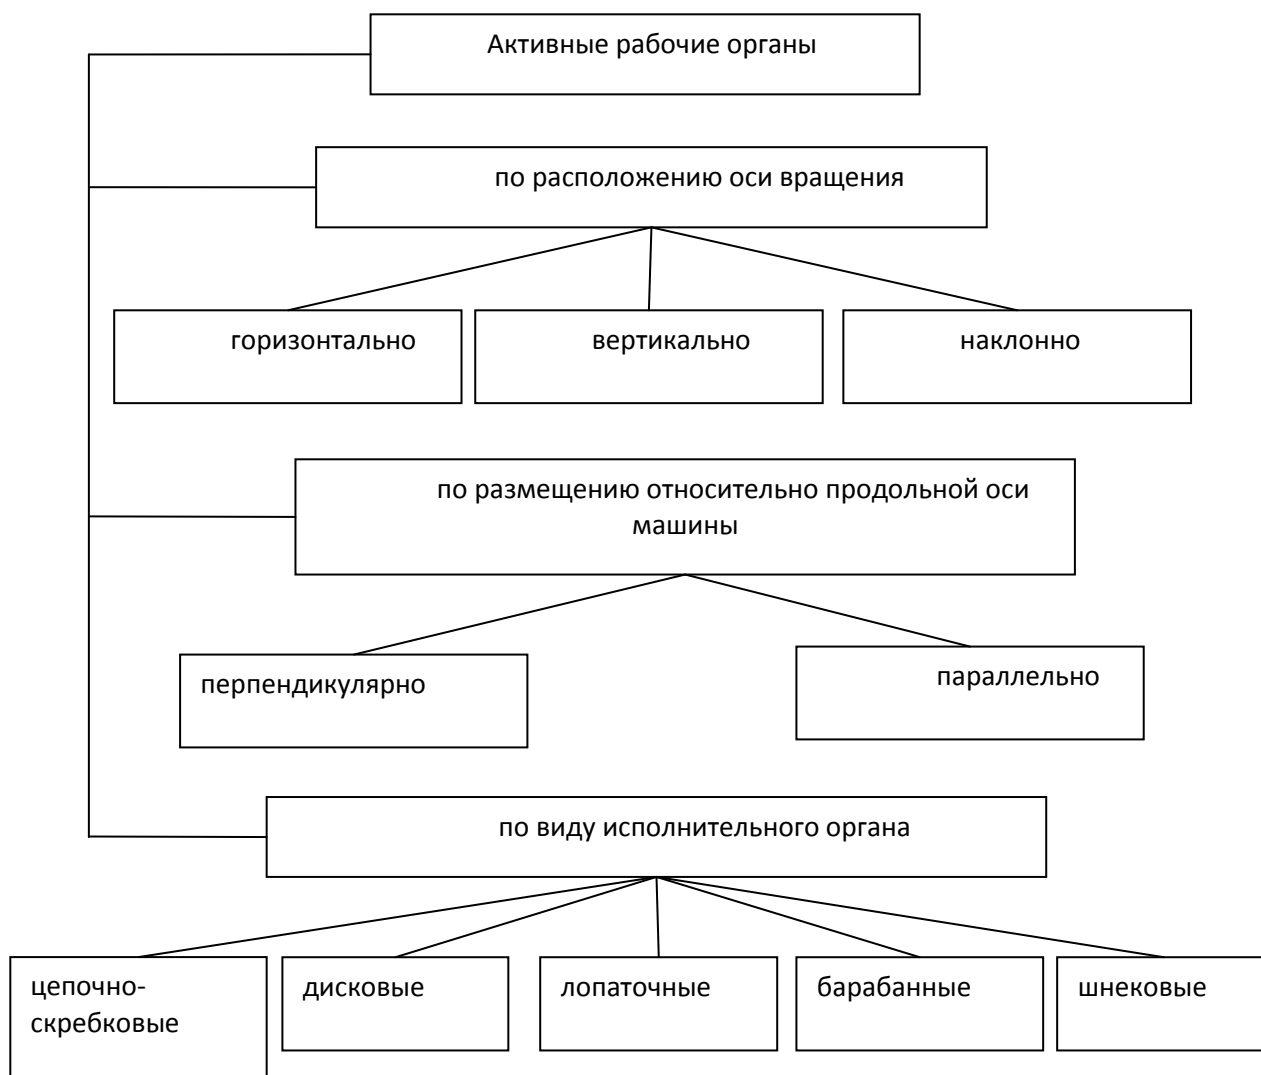 Активные рабочие органы
по расположению оси вращения
горизонтально
вертикально
наклонно
по размещению относительно продольной оси
машины
перпендикулярно
параллельно
по виду исполнительного органа
цепочно-
скребковые
дисковые
лопаточные
барабанные
шнековые